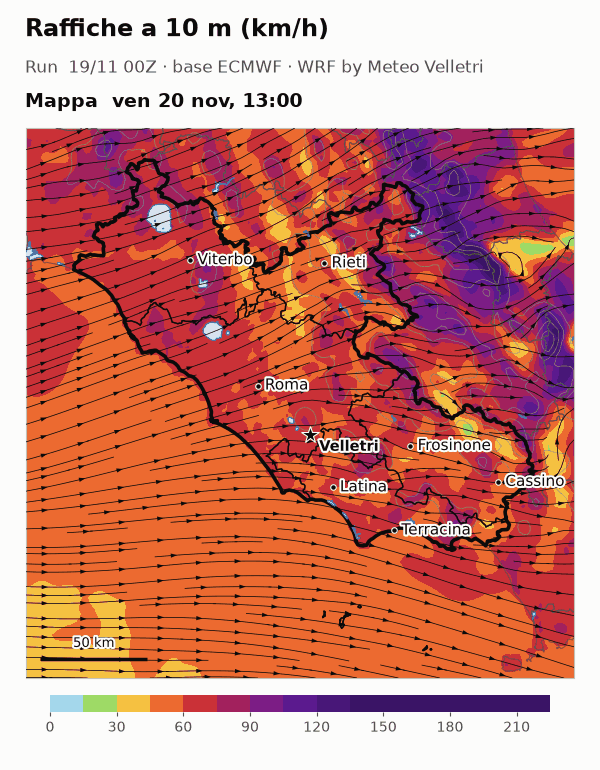 Raffiche a 10 m (km/h)
Run  19/11 00Z · base ECMWF · WRF by Meteo Velletri
Mappa  ven 20 nov, 13:00
Viterbo
Rieti
Roma
Velletri
Frosinone
Latina
Cassino
Terracina
50 km
0 30 60 90 120 150 180 210